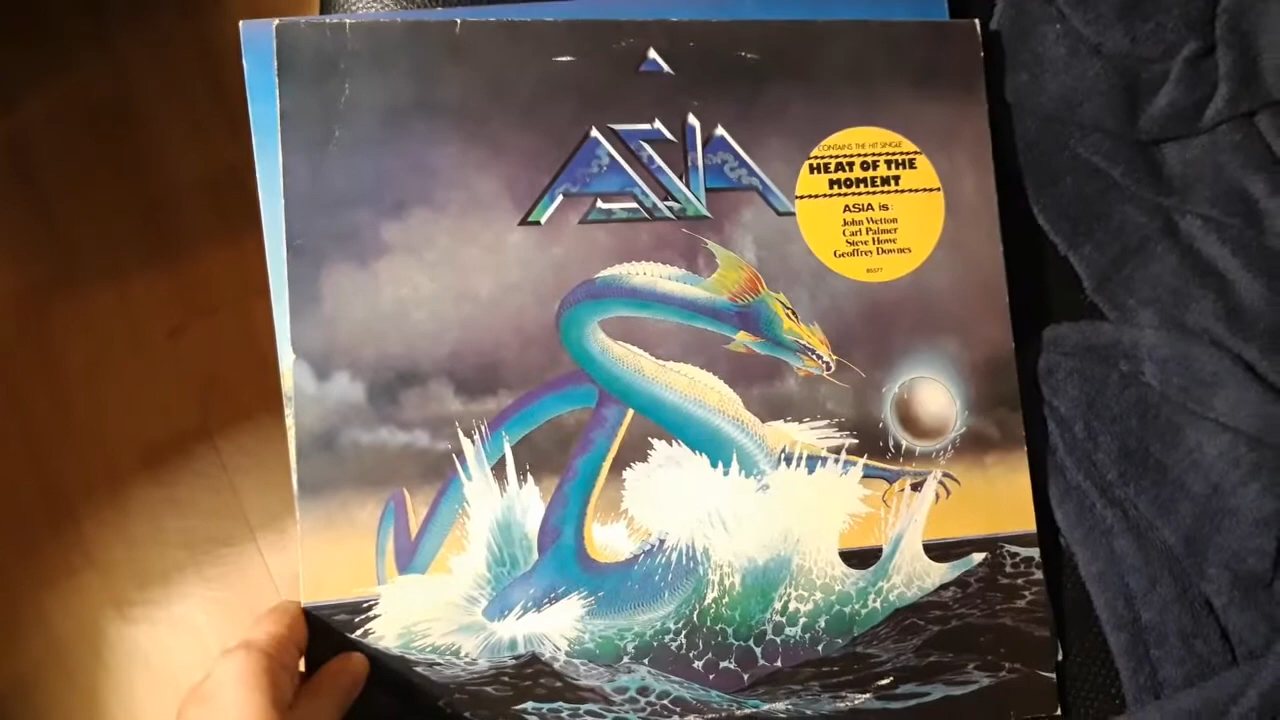 ASIA
CONTAINS THE HIT SINGLE
HEAT OF THE
MOMENT
ASIA is:
John Wetton
Carl Palmer
Steve Howe
Geoffrey Downes
85577